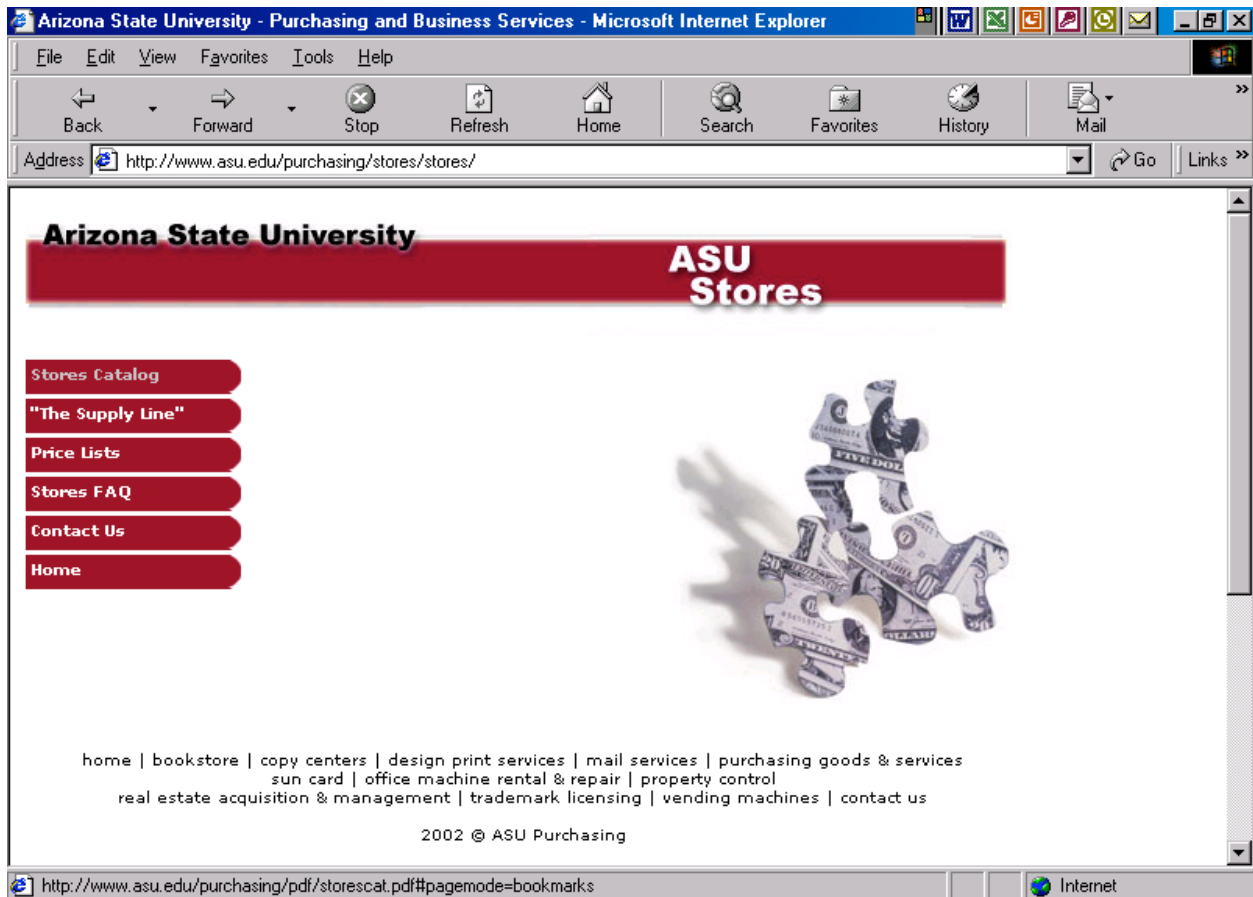 Arizona State University - Purchasing and Business Services - Microsoft Internet Explorer
File Edit View Favorites Tools Help
Back Forward Stop Refresh Home Search Favorites History Mail »
Address http://www.asu.edu/purchasing/stores/stores/ Go Links »
Arizona State University
ASU
Stores
Stores Catalog
"The Supply Line"
Price Lists
Stores FAQ
Contact Us
Home
FIVE DOL
20
DOLLARS
TWENTY
home | bookstore | copy centers | design print services | mail services | purchasing goods & services
sun card | office machine rental & repair | property control
real estate acquisition & management | trademark licensing | vending machines | contact us
2002 @ ASU Purchasing
http://www.asu.edu/purchasing/pdf/storescat.pdf#pagemode=bookmarks Internet